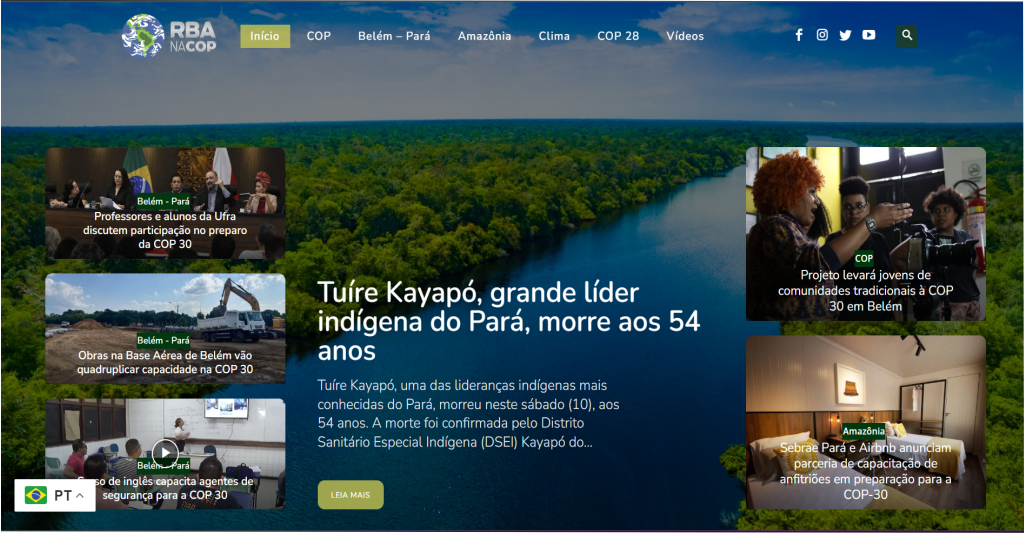 RBA
NACOP
Início
COP
Belém – Pará
Amazônia
Clima
COP 28
Vídeos
Belém - Pará
Professores e alunos da Ufra
discutem participação no preparo
da COP 30
Belém - Pará
Obras na Base Aérea de Belém vão
quadruplicar capacidade na COP 30
Belém - Pará
Curso de inglês capacita agentes de
segurança para a COP 30
PT
Tuíre Kayapó, grande líder
indígena do Pará, morre aos 54
anos
Tuíre Kayapó, uma das lideranças indígenas mais
conhecidas do Pará, morreu neste sábado (10), aos
54 anos. A morte foi confirmada pelo Distrito
Sanitário Especial Indígena (DSEI) Kayapó do...
LEIA MAIS
COP
Projeto levará jovens de
comunidades tradicionais à COP
30 em Belém
Amazônia
Sebrae Pará e Airbnb anunciam
parceria de capacitação de
anfitriões em preparação para a
COP-30